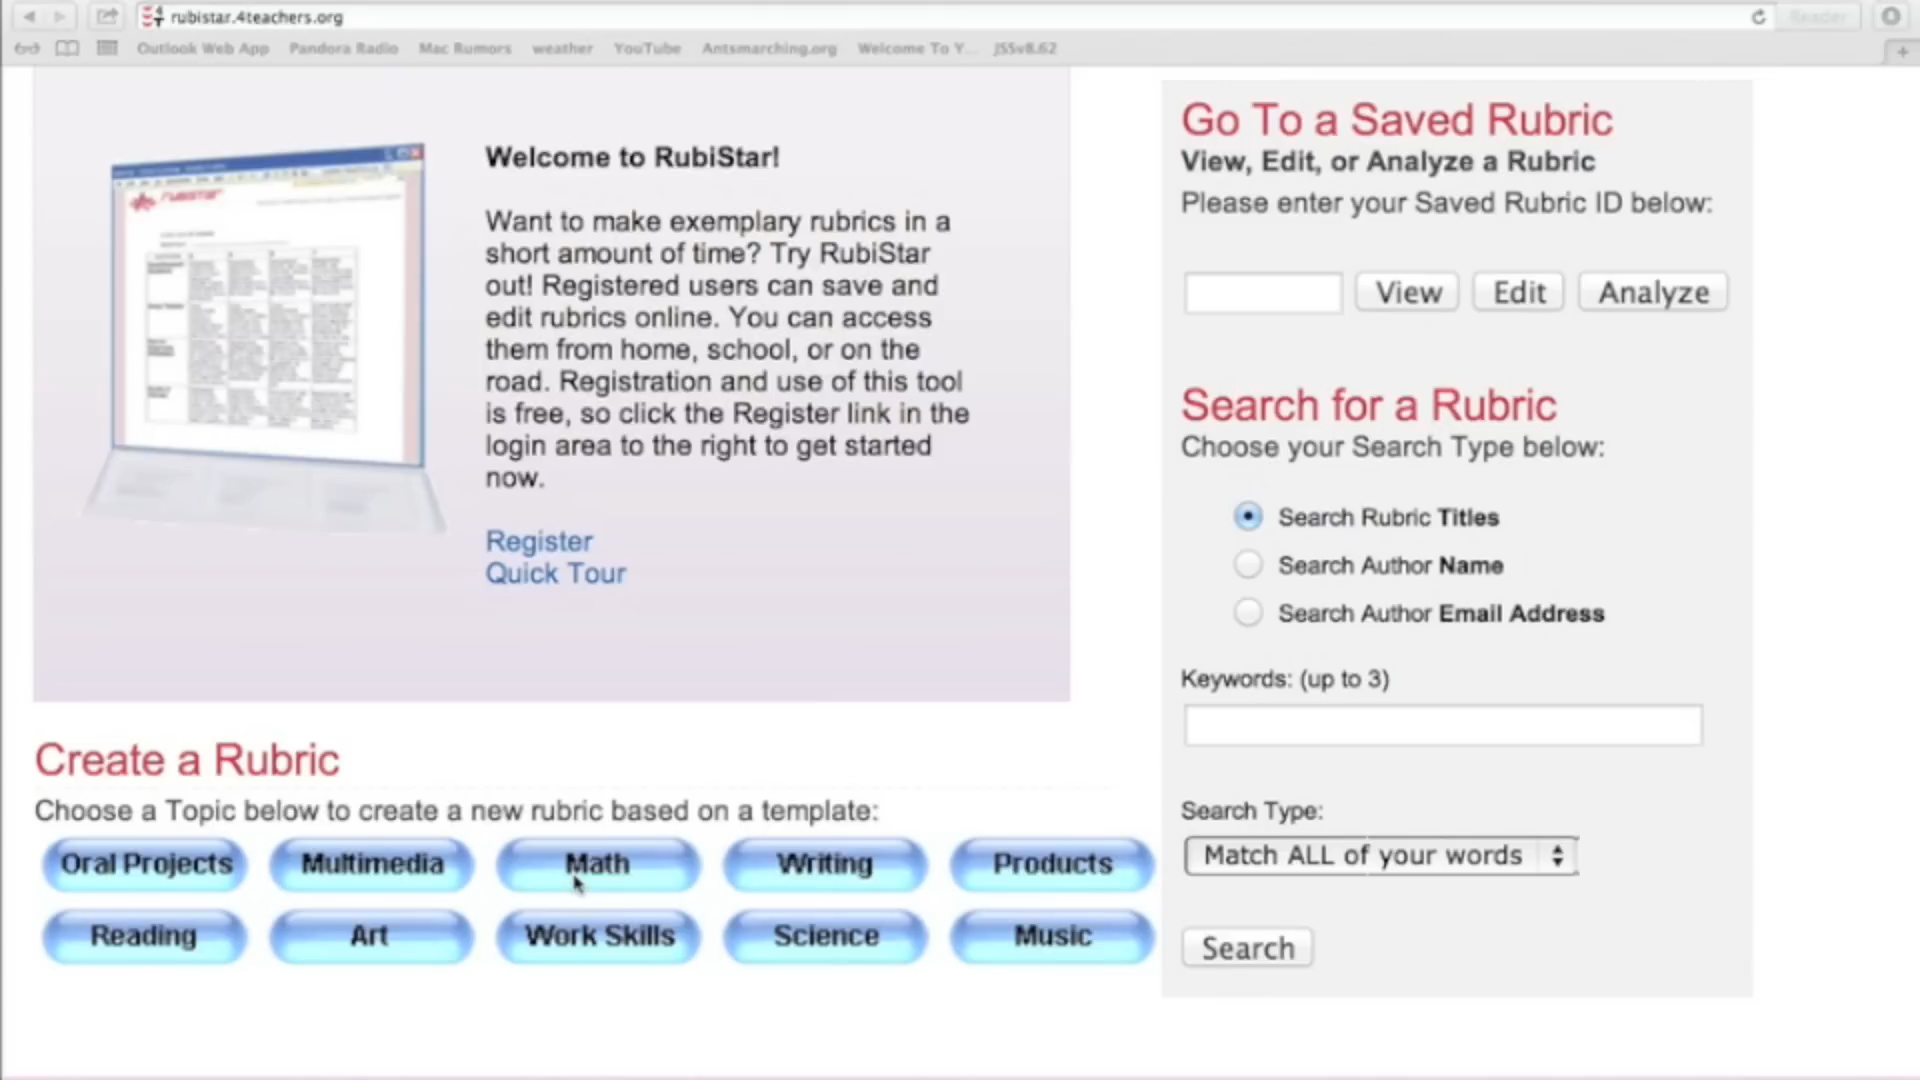 rubistar.4teachers.org
Reader
Outlook Web App Pandora Radio Mac Rumors weather YouTube Antsmarching.org Welcome To Y... JSSv8.62
Welcome to RubiStar!
Want to make exemplary rubrics in a
short amount of time? Try RubiStar
out! Registered users can save and
edit rubrics online. You can access
them from home, school, or on the
road. Registration and use of this tool
is free, so click the Register link in the
login area to the right to get started
now.
Register
Quick Tour
Create a Rubric
Choose a Topic below to create a new rubric based on a template:
Oral Projects Multimedia Math Writing Products
Reading Art Work Skills Science Music
Go To a Saved Rubric
View, Edit, or Analyze a Rubric
Please enter your Saved Rubric ID below:
View Edit Analyze
Search for a Rubric
Choose your Search Type below:
Search Rubric Titles
Search Author Name
Search Author Email Address
Keywords: (up to 3)
Search Type:
Match ALL of your words
Search